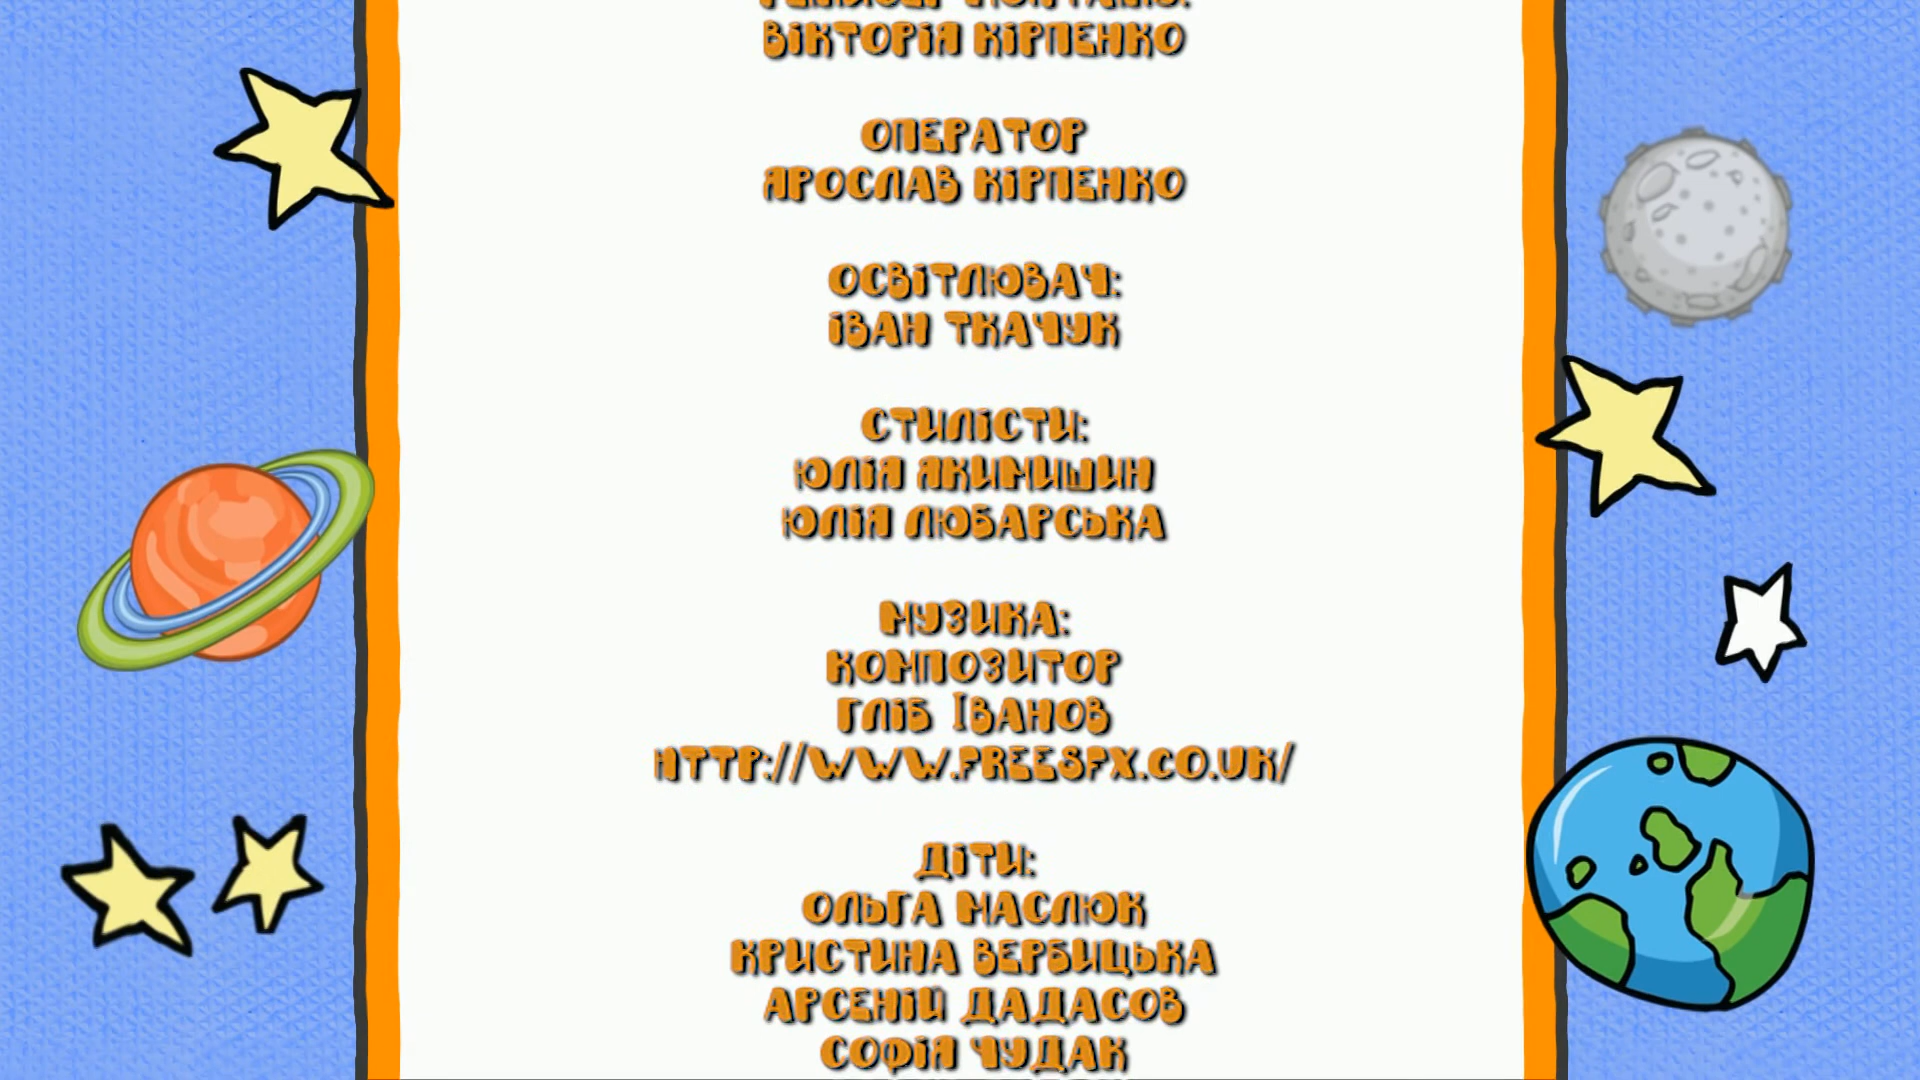 ВІКТОРІЯ КІРПЕНКО
ОПЕРАТОР
ЯРОСЛАВ КІРПЕНКО
ОСВІТЛЮВАЧ:
ІВАН ТКАЧУК
СТИЛІСТИ:
ЮЛІЯ ЯКИМИШИН
ЮЛІЯ ЛЮБАРСЬКА
МУЗИКА:
КОМПОЗИТОР
ГЛІБ ІВАНОВ
HTTP://WWW.FREESFX.CO.UK/
ДІТИ:
ОЛЬГА МАСЛЮК
КРИСТИНА ВЕРБИЦЬКА
АРСЕНІЙ ДАДАСОВ
СОФІЯ ЧУДАК